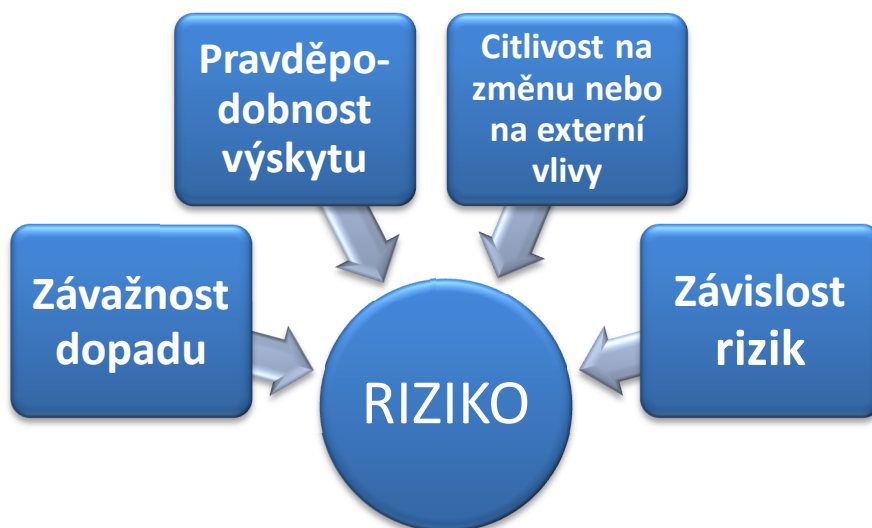 Pravděpo-
dobnost
výskytu
Citlivost na
změnu nebo
na externí
vlivy
Závažnost
dopadu
Závislost
rizik
RIZIKO